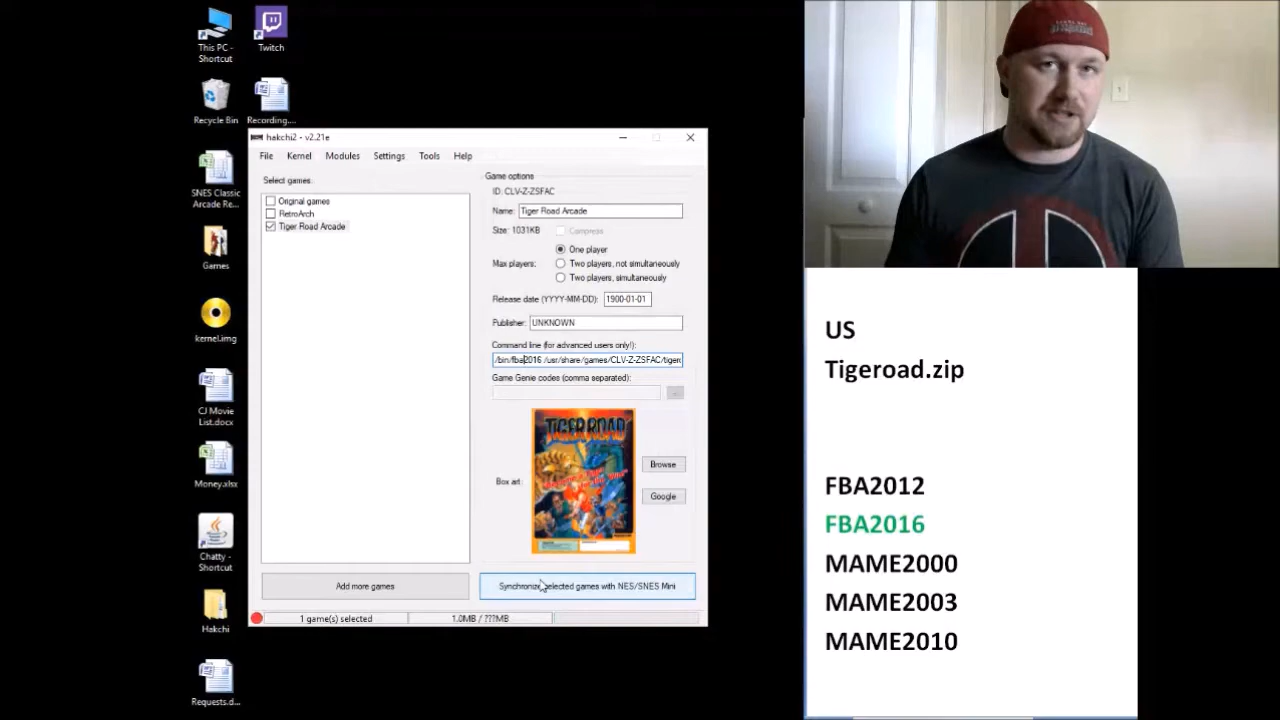 This PC -
Shortcut
Twitch
Recycle Bin
Recording....
SNES Classic
Arcade Re...
Games
kernel.img
CJ Movie
List.docx
Money.xlsx
Chatty -
Shortcut
Hakchi
Requests.d...
hakchi2 - v2.21e
File Kernel Modules Settings Tools Help
Select games:
Original games
RetroArch
Tiger Road Arcade
Add more games
Game options
ID: CLV-Z-ZSFAC
Name: Tiger Road Arcade
Size: 1031KB Compress
Max players:
One player
Two players, not simultaneously
Two players, simultaneously
Release date (YYYY-MM-DD): 1900-01-01
Publisher: UNKNOWN
Command line (for advanced users only!):
/bin/fba2016 /usr/share/games/CLV-Z-ZSFAC/tigero
Game Genie codes (comma separated):
...
Box art:
TIGER ROAD
Browse
Google
Synchronize selected games with NES/SNES Mini
1 game(s) selected
1.0MB / ???MB
US
Tigeroad.zip
FBA2012
FBA2016
MAME2000
MAME2003
MAME2010